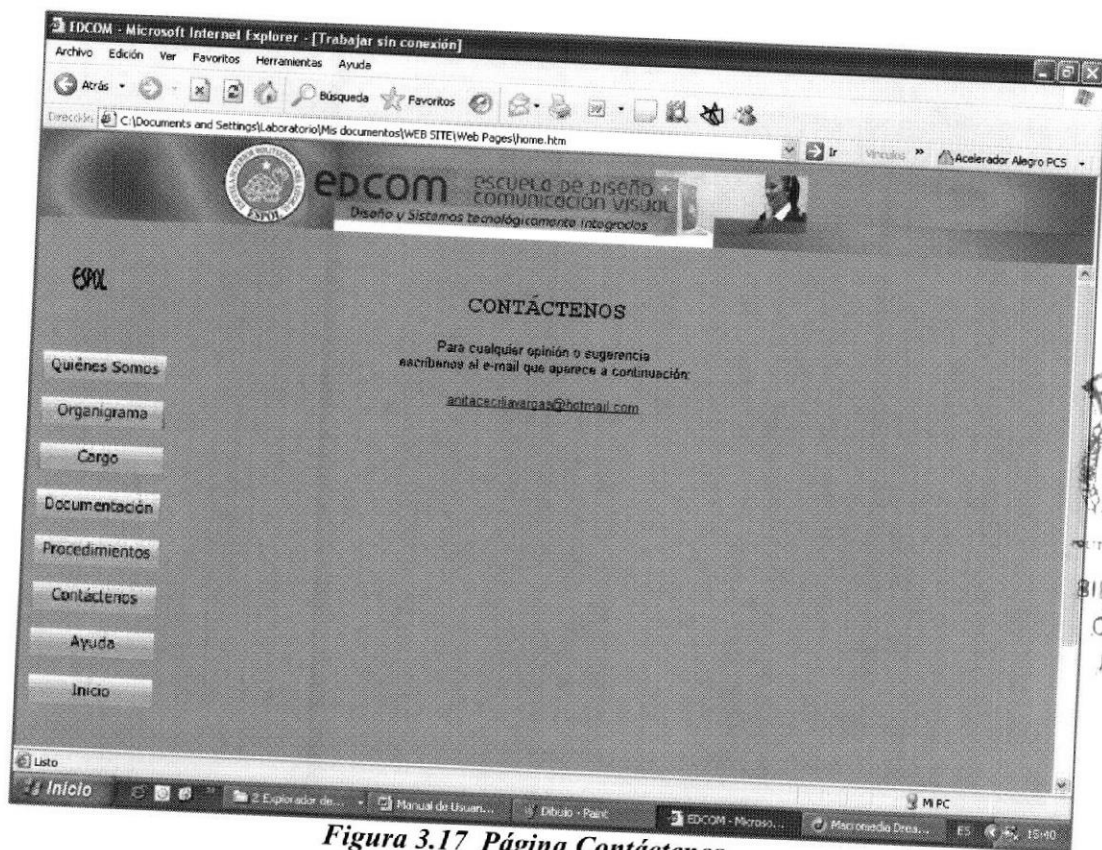 EDCOM - Microsoft Internet Explorer - [Trabajar sin conexión]
Archivo Edición Ver Favoritos Herramientas Ayuda
Atrás Búsqueda Favoritos
Dirección C:\Documents and Settings\Laboratorio\Mis documentos\WEB SITE\Web Pages\home.htm Ir Vínculos » Acelerador Alegro PCS
ESPOL
edcom escuela de diseño
comunicación visual
Diseño y Sistemas tecnológicamente integrados
ESPOL
CONTÁCTENOS
Para cualquier opinión o sugerencia
escríbanos al e-mail que aparece a continuación:
anitaceciliavargas@hotmail.com
Quiénes Somos
Organigrama
Cargo
Documentación
Procedimientos
Contáctenos
Ayuda
Inicio
Listo
Mi PC
Inicio 2 Explorador de... Manual de Usuari... Dibujo - Paint EDCOM - Microso... Macromedia Drea... ES 15:40
Figura 3.17 Página Contáctenos